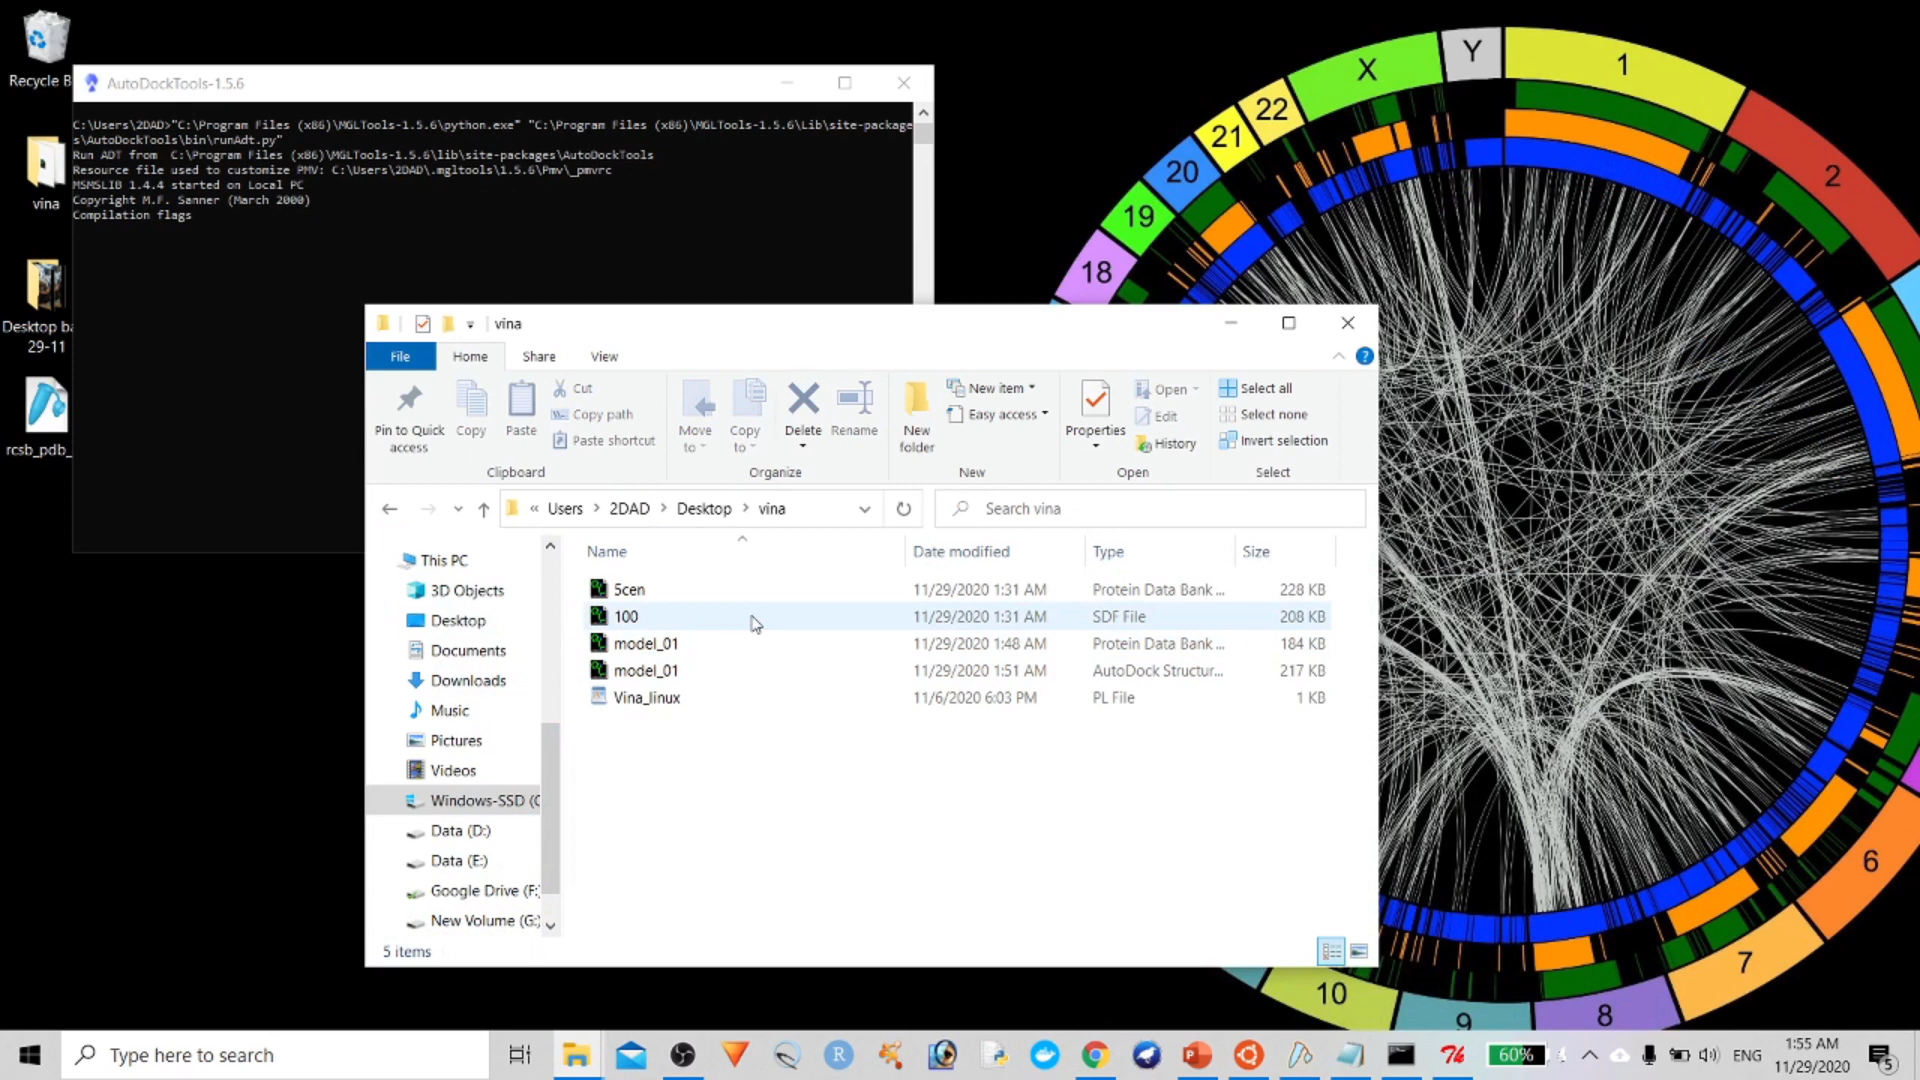 Recycle B
vina
Desktop ba
29-11
rcsb_pdb_
AutoDockTools-1.5.6
C:\Users\2DAD>"C:\Program Files (x86)\MGLTools-1.5.6\python.exe" "C:\Program Files (x86)\MGLTools-1.5.6\Lib\site-package
s\AutoDockTools\bin\runAdt.py"
Run ADT from  C:\Program Files (x86)\MGLTools-1.5.6\lib\site-packages\AutoDockTools
Resource file used to customize PMV: C:\Users\2DAD\.mgltools\1.5.6\Pmv\_pmvrc
MSMSLIB 1.4.4 started on Local PC
Copyright M.F. Sanner (March 2000)
Compilation flags
vina
File Home Share View
Pin to Quick access
Copy
Paste
Cut
Copy path
Paste shortcut
Clipboard
Move to
Copy to
Delete
Rename
Organize
New folder
New item
Easy access
New
Properties
Open
Edit
History
Open
Select all
Select none
Invert selection
Select
« Users > 2DAD > Desktop > vina
Search vina
This PC
3D Objects
Desktop
Documents
Downloads
Music
Pictures
Videos
Windows-SSD (C
Data (D:)
Data (E:)
Google Drive (F:
New Volume (G:)
Name Date modified Type Size
5cen 11/29/2020 1:31 AM Protein Data Bank ... 228 KB
100 11/29/2020 1:31 AM SDF File 208 KB
model_01 11/29/2020 1:48 AM Protein Data Bank ... 184 KB
model_01 11/29/2020 1:51 AM AutoDock Structur... 217 KB
Vina_linux 11/6/2020 6:03 PM PL File 1 KB
5 items
18
19
20
21
22
X
Y
1
2
6
7
8
9
10
Type here to search
R
60%
ENG
1:55 AM
11/29/2020
5